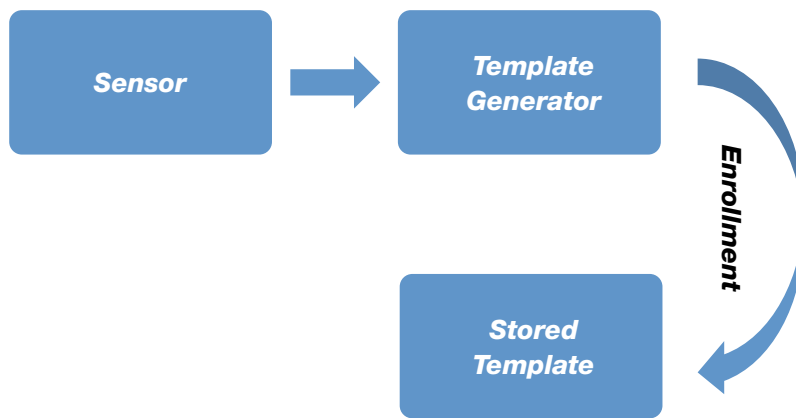 Sensor
Template
Generator
Enrollment
Stored
Template